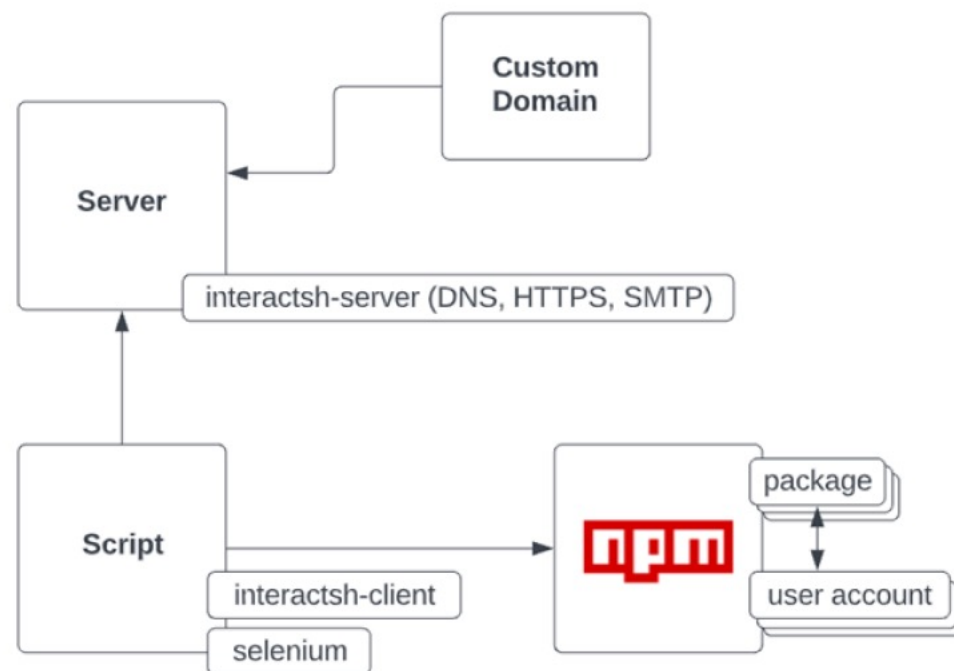 Custom
Domain
Server
interactsh-server (DNS, HTTPS, SMTP)
Script
interactsh-client
selenium
npm
package
user account